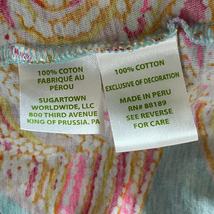 100% COTTON
FABRIQUÉ AU
PÉROU
SUGARTOWN
WORLDWIDE, LLC
800 THIRD AVENUE
KING OF PRUSSIA. PA
100% COTTON
EXCLUSIVE OF DECORATION
MADE IN PERU
RN# 88189
SEE REVERSE
FOR CARE